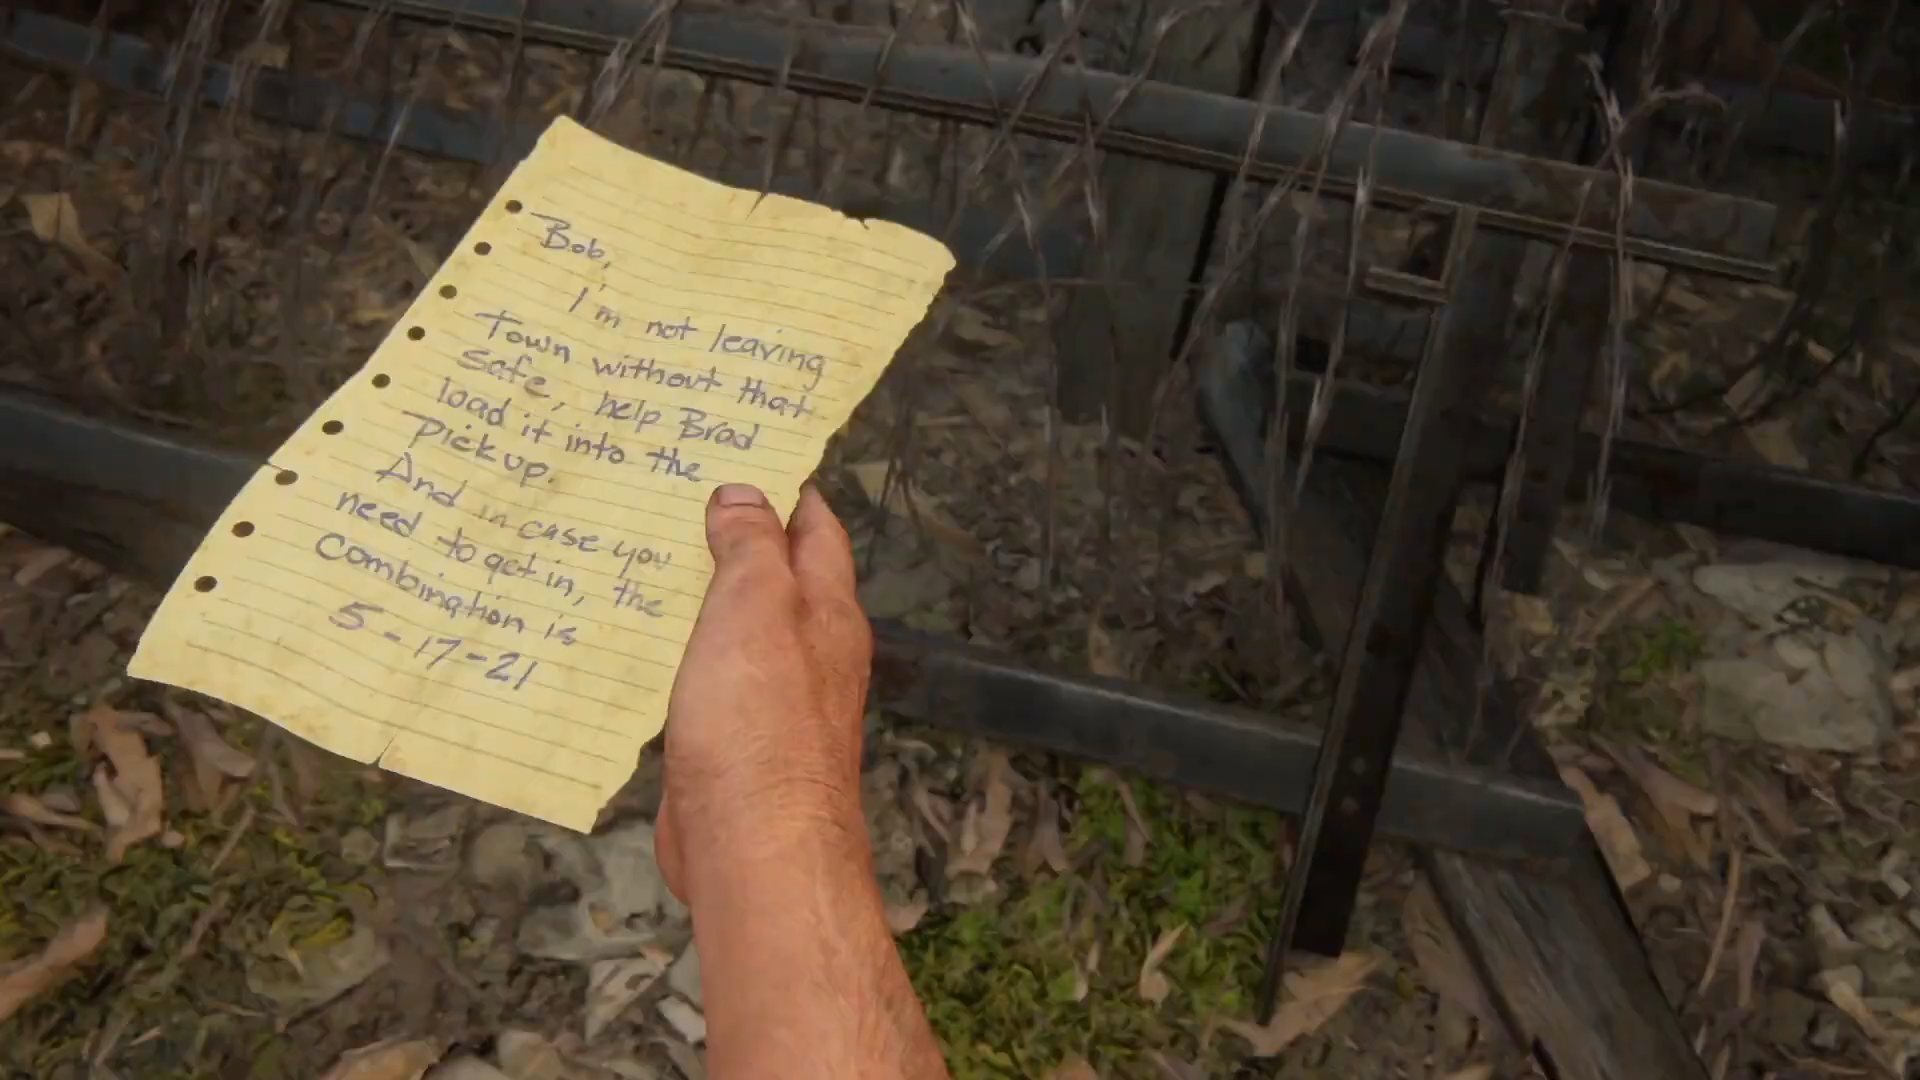 Bob,
I'm not leaving
Town without that
Safe, help Brad
load it into the
Pickup.
And in case you
need to get in, the
combination is
5-17-21